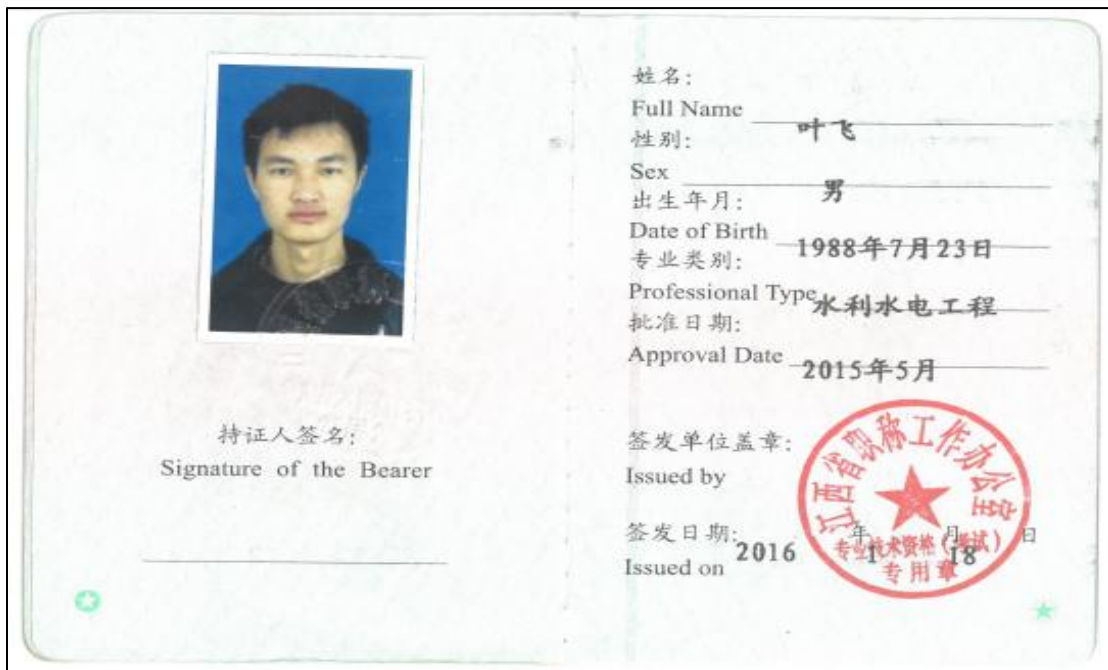 持证人签名:
Signature of the Bearer
姓名:
Full Name 叶飞
性别:
Sex 男
出生年月:
Date of Birth 1988年7月23日
专业类别:
Professional Type 水利水电工程
批准日期:
Approval Date 2015年5月
签发单位盖章:
Issued by
江西省职称工作办公室
专业技术资格(考试)
专用章
签发日期: 2016 年 1 月 18 日
Issued on